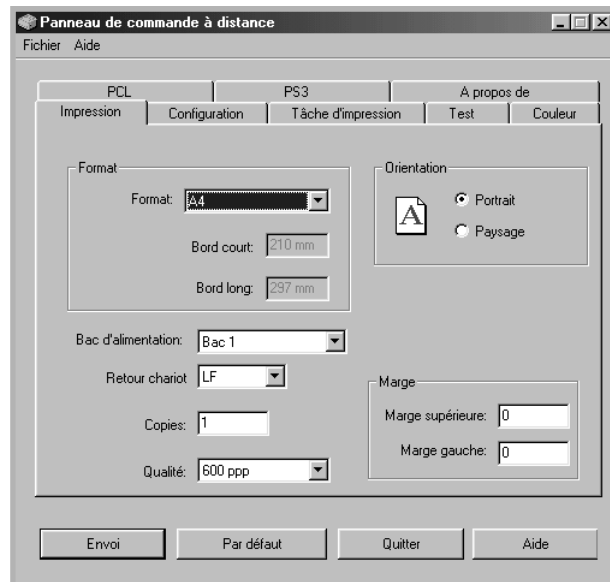 Panneau de commande à distance
Fichier Aide
PCL PS3 A propos de
Impression Configuration Tâche d'impression Test Couleur
Format
Format: A4
Bord court: 210 mm
Bord long: 297 mm
Orientation
A
Portrait
Paysage
Bac d'alimentation: Bac 1
Retour chariot LF
Copies: 1
Qualité: 600 ppp
Marge
Marge supérieure: 0
Marge gauche: 0
Envoi Par défaut Quitter Aide